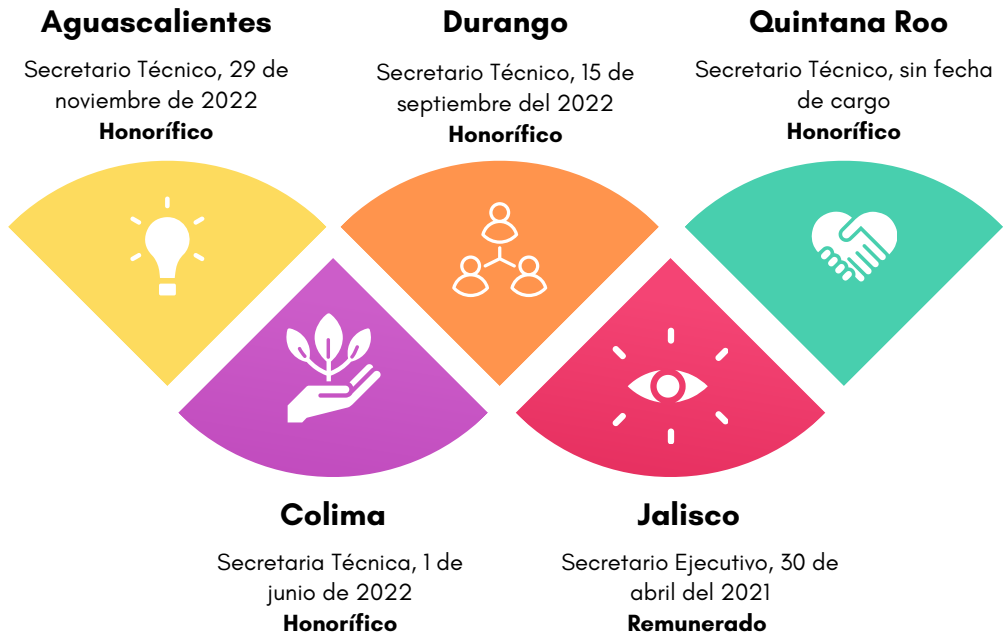 Aguascalientes
Secretario Técnico, 29 de
noviembre de 2022
Honorífico
Durango
Secretario Técnico, 15 de
septiembre del 2022
Honorífico
Quintana Roo
Secretario Técnico, sin fecha
de cargo
Honorífico
Colima
Secretaria Técnica, 1 de
junio de 2022
Honorífico
Jalisco
Secretario Ejecutivo, 30 de
abril del 2021
Remunerado